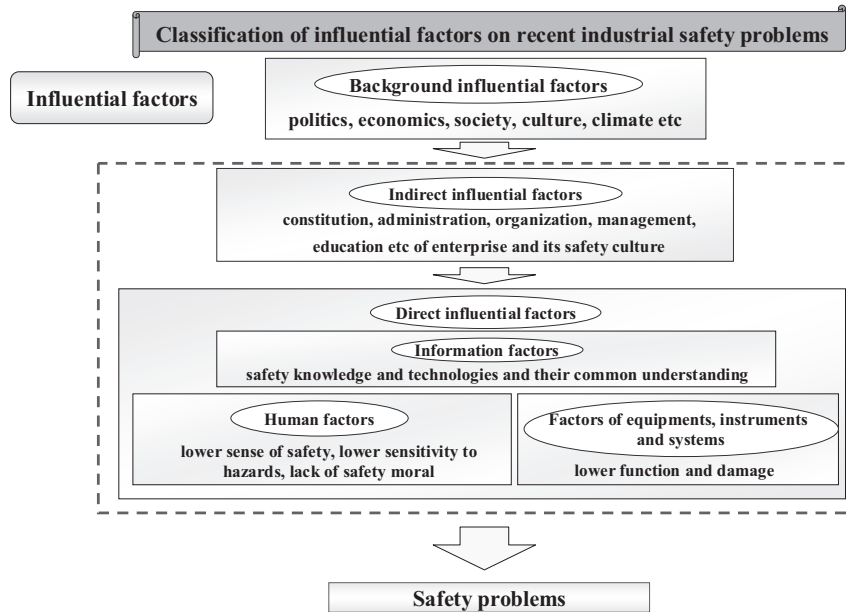 Classification of influential factors on recent industrial safety problems
Influential factors
Background influential factors
politics, economics, society, culture, climate etc
Indirect influential factors
constitution, administration, organization, management,
education etc of enterprise and its safety culture
Direct influential factors
Information factors
safety knowledge and technologies and their common understanding
Human factors
lower sense of safety, lower sensitivity to
hazards, lack of safety moral
Factors of equipments, instruments
and systems
lower function and damage
Safety problems